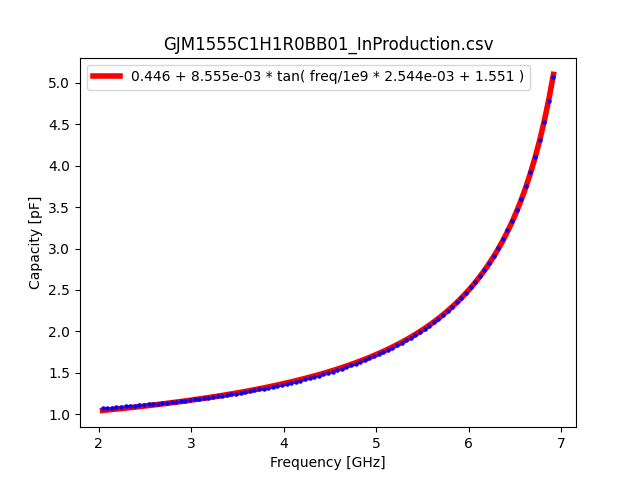 GJM1555C1H1R0BB01_InProduction.csv
0.446 + 8.555e-03 * tan( freq/1e9 * 2.544e-03 + 1.551 )
5.0
4.5
4.0
3.5
3.0
2.5
2.0
1.5
1.0
Capacity [pF]
2 3 4 5 6 7
Frequency [GHz]